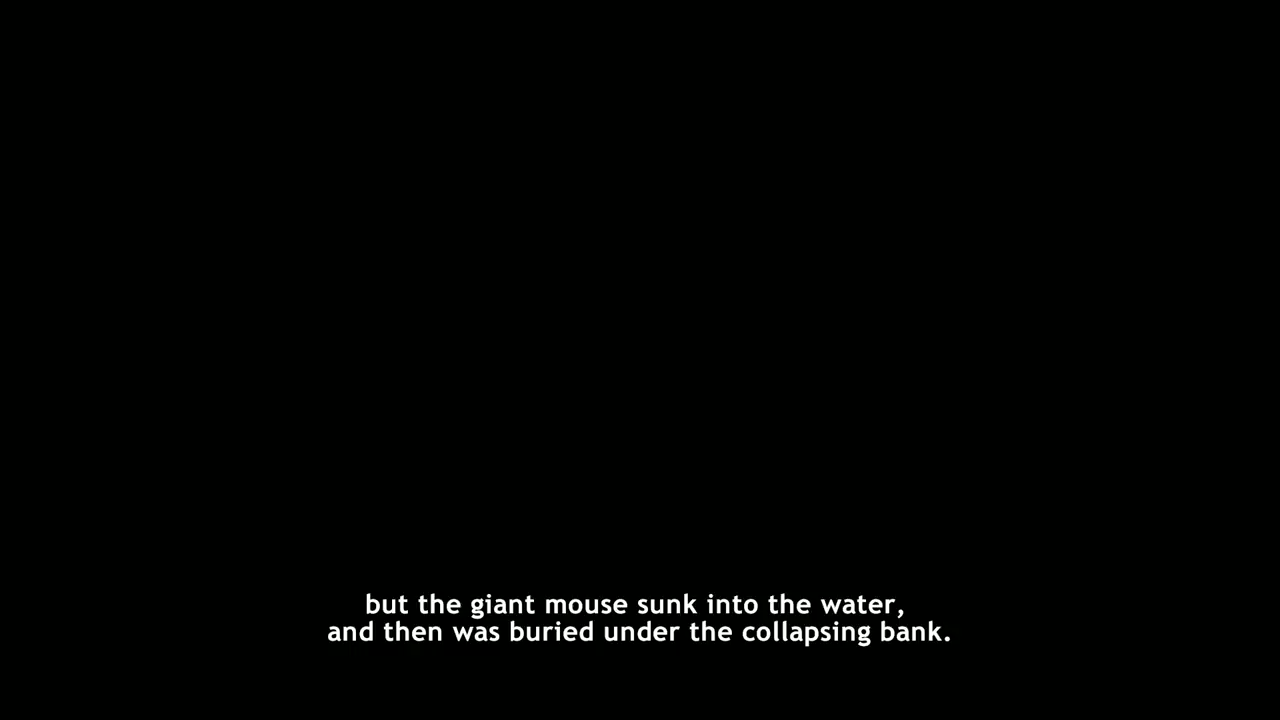 but the giant mouse sunk into the water,
and then was buried under the collapsing bank.